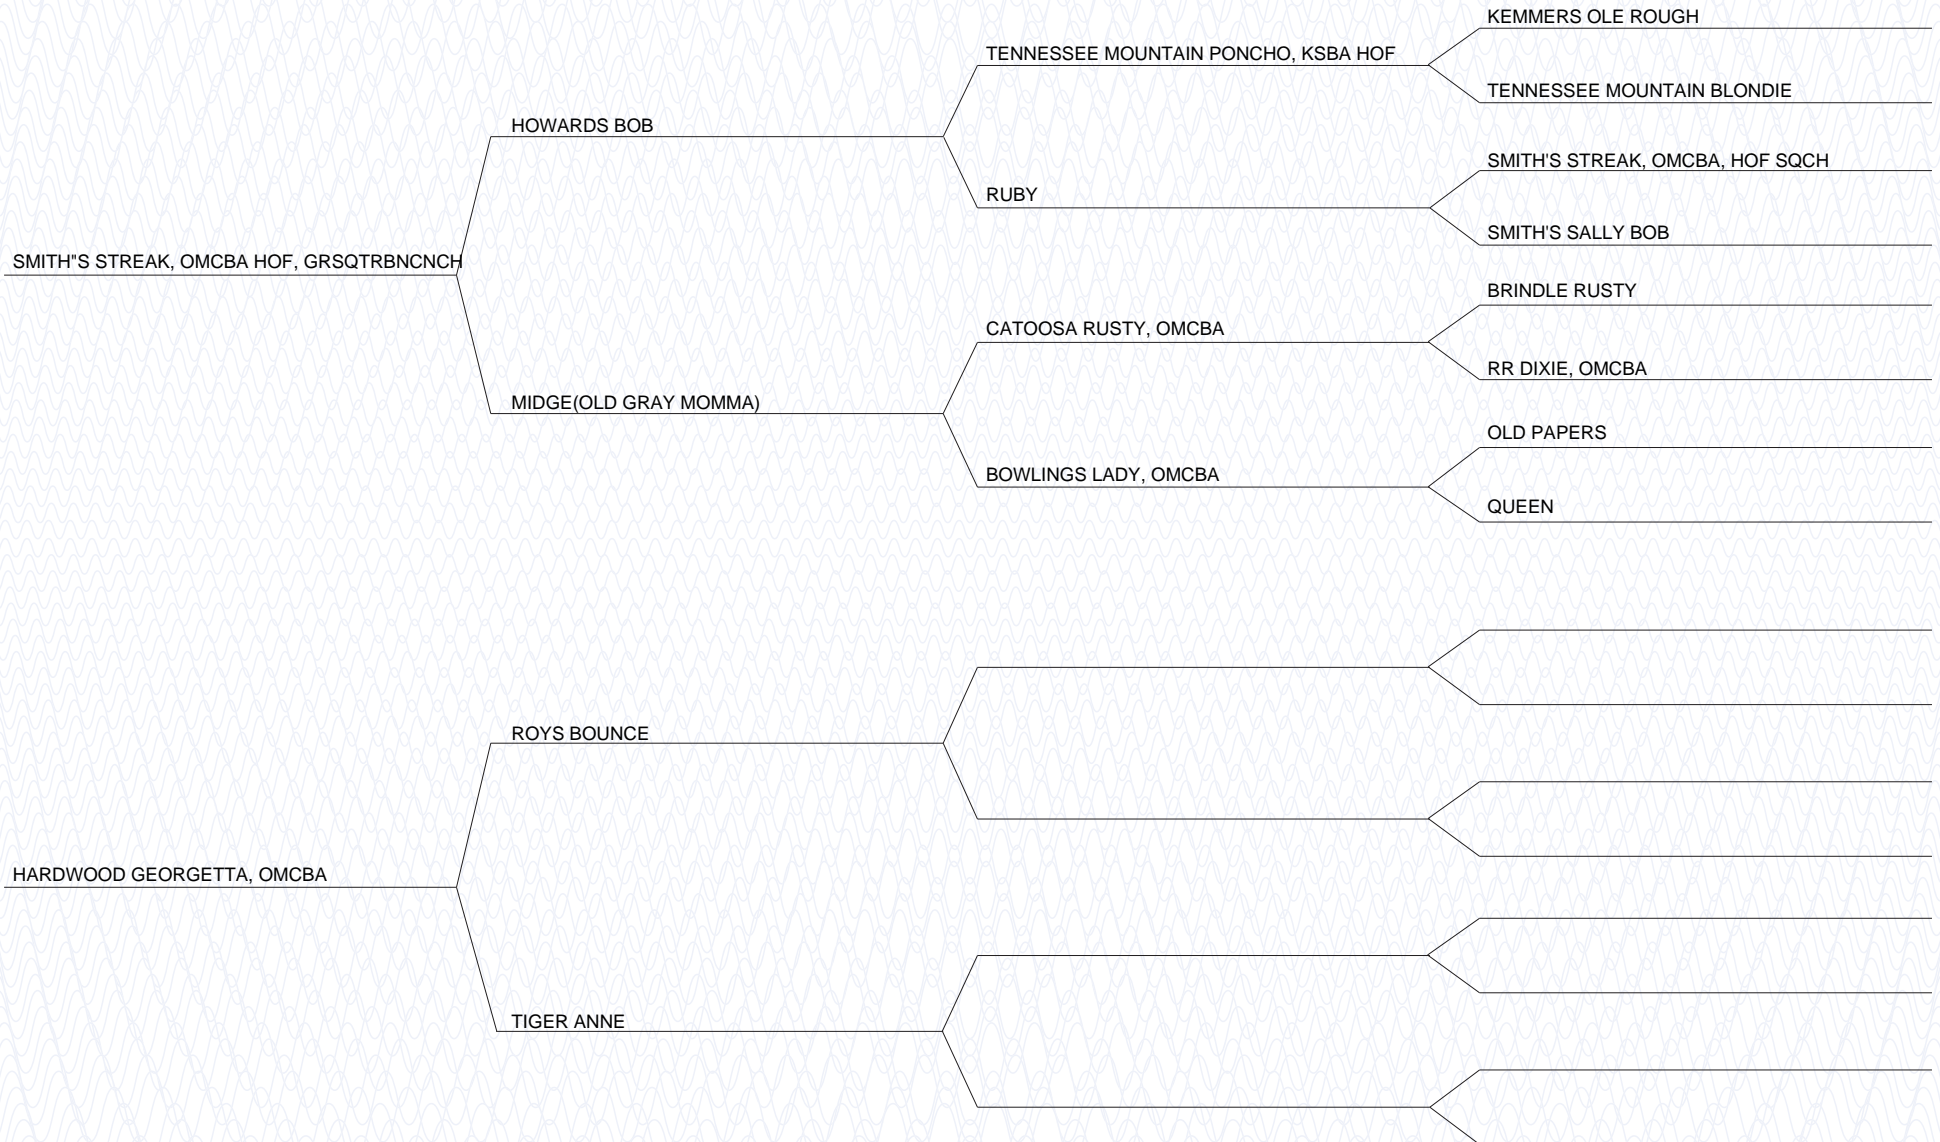 KEMMERS OLE ROUGH
TENNESSEE MOUNTAIN PONCHO, KSBA HOF
TENNESSEE MOUNTAIN BLONDIE
HOWARDS BOB
SMITH'S STREAK, OMCBA, HOF SQCH
RUBY
SMITH'S SALLY BOB
SMITH"S STREAK, OMCBA HOF, GRSQTRBNCNCH
BRINDLE RUSTY
CATOOSA RUSTY, OMCBA
RR DIXIE, OMCBA
MIDGE(OLD GRAY MOMMA)
OLD PAPERS
BOWLINGS LADY, OMCBA
QUEEN
ROYS BOUNCE
HARDWOOD GEORGETTA, OMCBA
TIGER ANNE